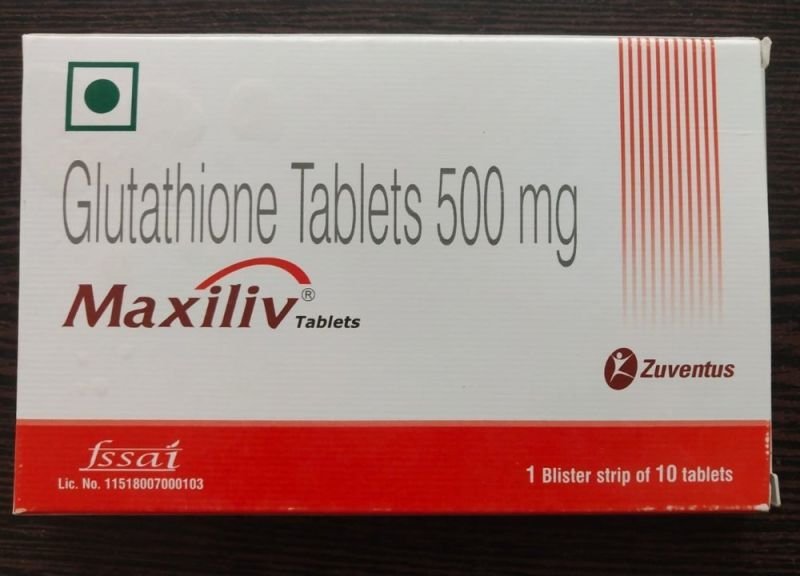 Glutathione Tablets 500 mg
Maxiliv® Tablets
Zuventus
fssai
Lic. No. 11518007000103
1 Blister strip of 10 tablets